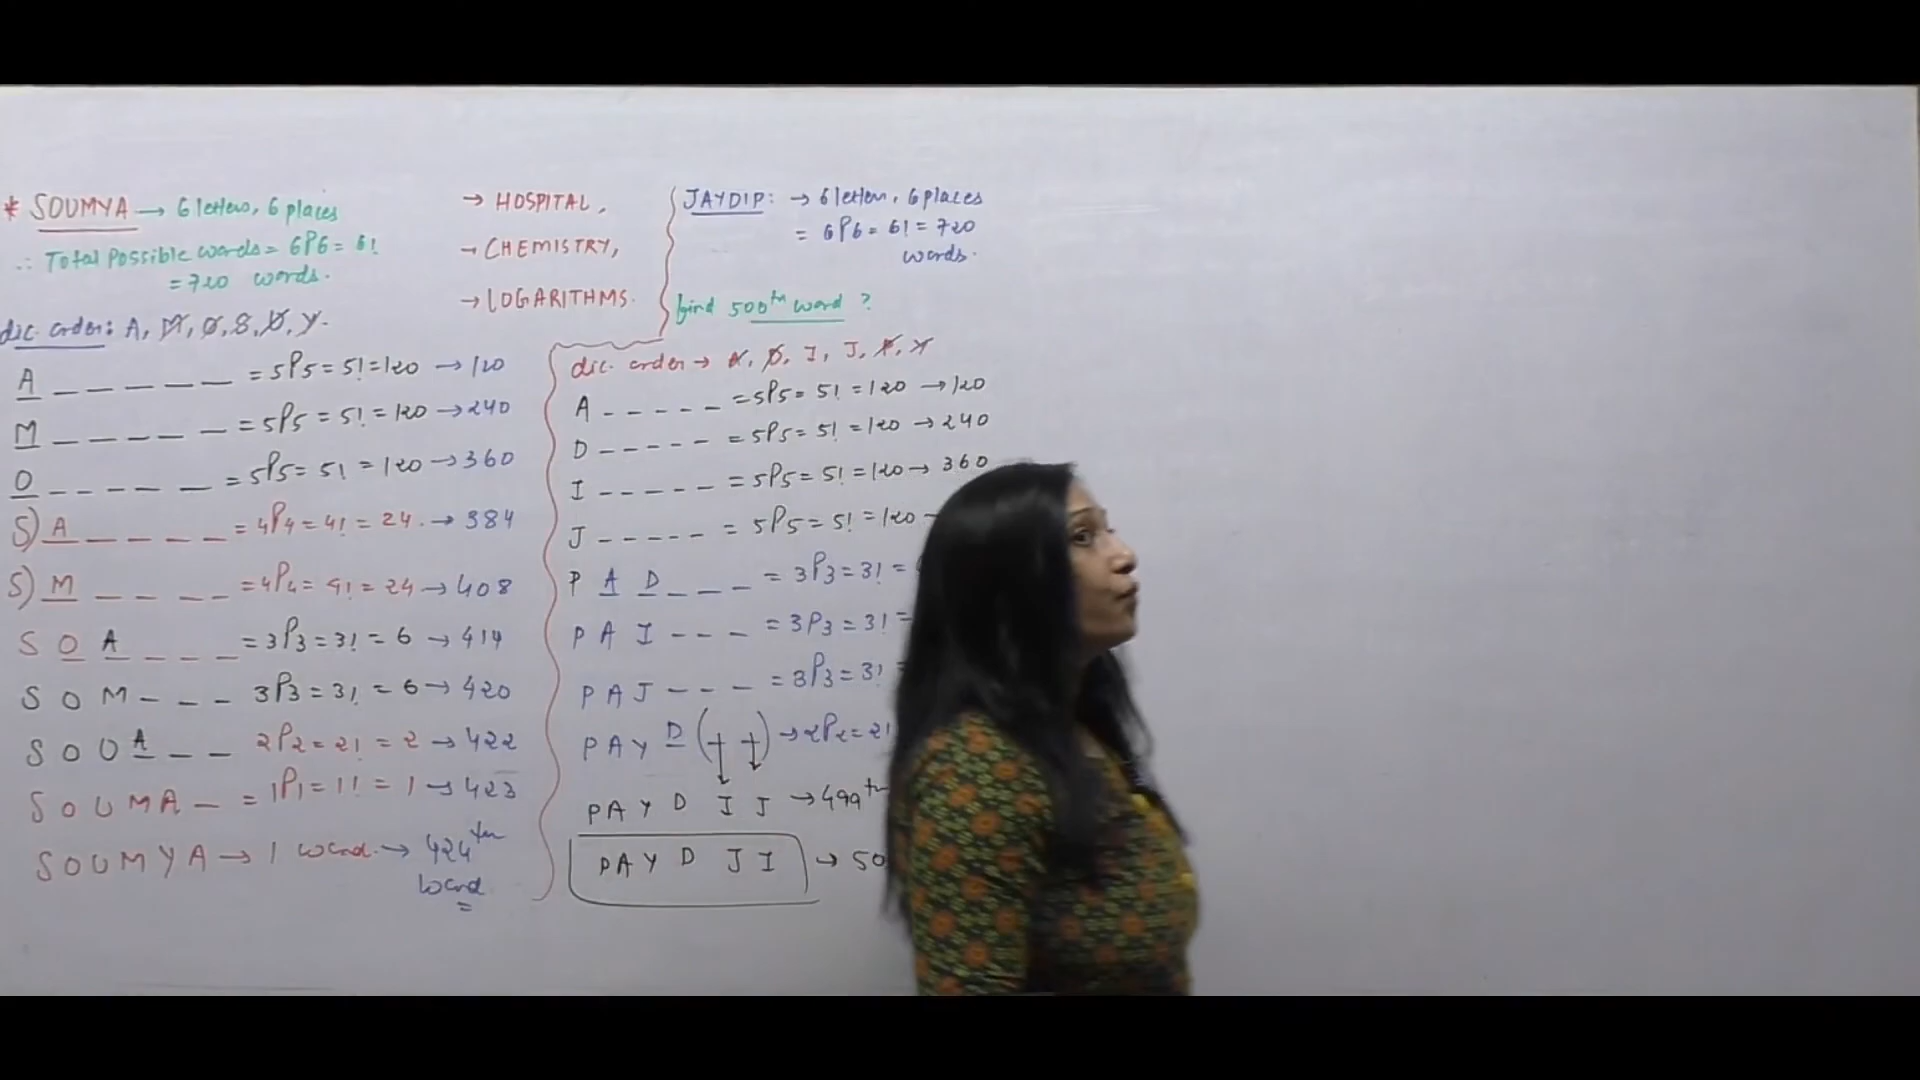 * SOUMYA → 6 letters, 6 places
∴ Total Possible words = 6P6 = 6!
= 720 words.
dic. order: A, M, O, S, U, Y.
A _ _ _ _ _ = 5P5 = 5! = 120 → 120
M _ _ _ _ _ = 5P5 = 5! = 120 → 240
O _ _ _ _ _ = 5P5 = 5! = 120 → 360
S) A _ _ _ _ = 4P4 = 4! = 24. → 384
S) M _ _ _ _ = 4P4 = 4! = 24 → 408
S O A _ _ _ = 3P3 = 3! = 6 → 414
S O M _ _ _ 3P3 = 3! = 6 → 420
S O U A _ _ 2P2 = 2! = 2 → 422
S O U M A _ = 1P1 = 1! = 1 → 423
S O U M Y A → 1 word. → 424th
word
→ HOSPITAL,
→ CHEMISTRY,
→ LOGARITHMS.
JAYDIP: → 6 letters, 6 places
= 6P6 = 6! = 720
words.
find 500th word ?
dic. order → A, D, I, J, P, Y
A - - - - - = 5P5 = 5! = 120 → 120
D - - - - - = 5P5 = 5! = 120 → 240
I - - - - - = 5P5 = 5! = 120 → 360
J - - - - - = 5P5 = 5! = 120
P A D _ _ _ = 3P3 = 3! =
P A I - - - = 3P3 = 3! =
P A J - - - = 3P3 = 3! =
P A Y D ( ) → 2P2 = 2!
P A Y D I J → 499th
P A Y D J I → 50